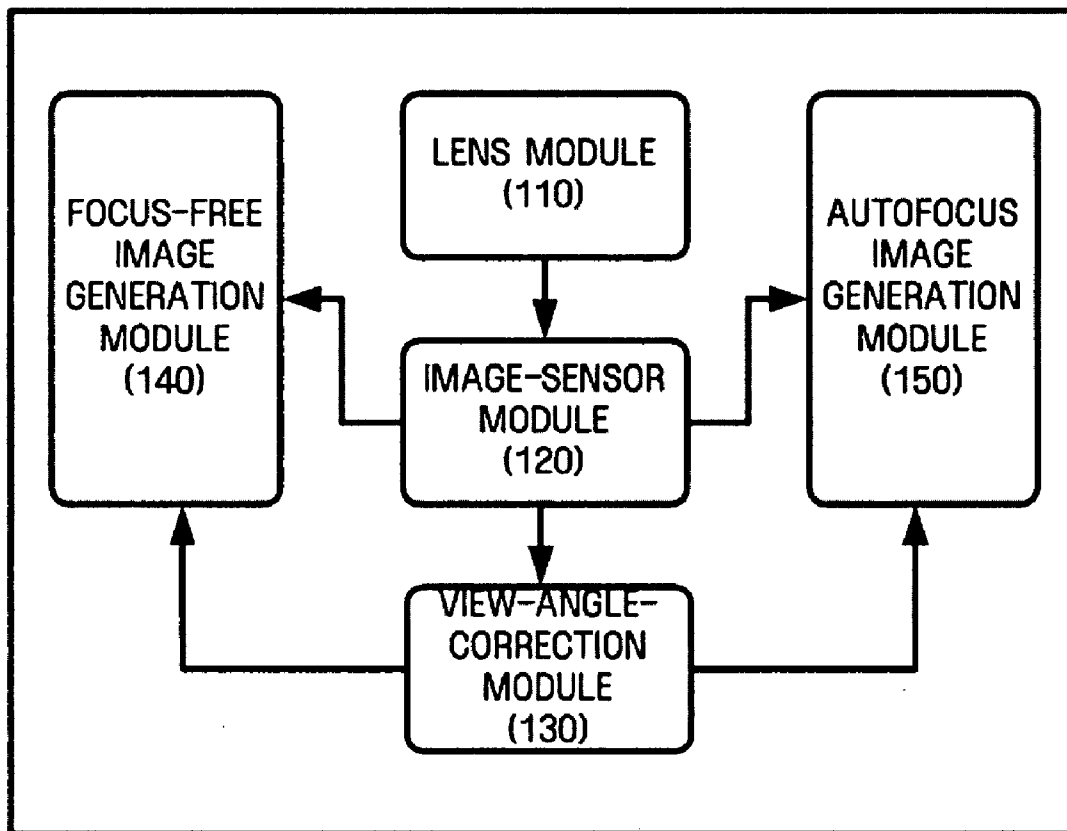 LENS MODULE
(110)
FOCUS-FREE
IMAGE
GENERATION
MODULE
(140)
AUTOFOCUS
IMAGE
GENERATION
MODULE
(150)
IMAGE-SENSOR
MODULE
(120)
VIEW-ANGLE-
CORRECTION
MODULE
(130)